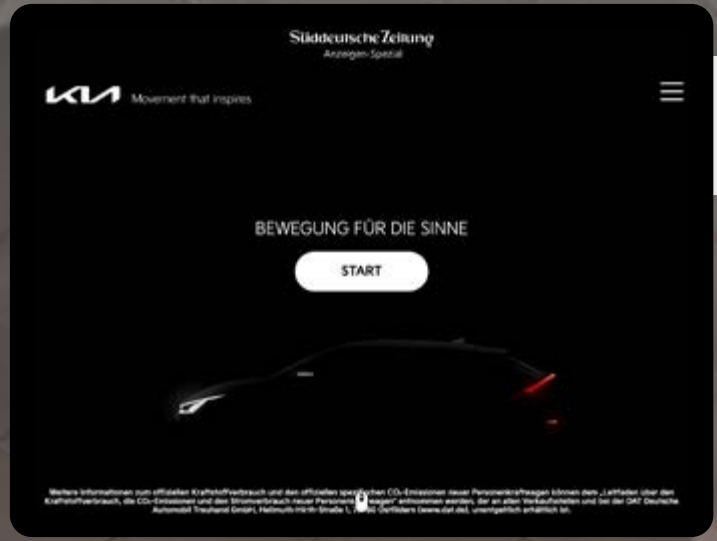 Süddeutsche Zeitung
Anzeigen-Spezial
KIA Movement that inspires
BEWEGUNG FÜR DIE SINNE
START
Weitere Informationen zum offiziellen Kraftstoffverbrauch und den offiziellen spezifischen CO₂-Emissionen neuer Personenkraftwagen können dem „Leitfaden über den
Kraftstoffverbrauch, die CO₂-Emissionen und den Stromverbrauch neuer Personenkraftwagen“ entnommen werden, der an allen Verkaufsstellen und bei der DAT Deutsche
Automobil Treuhand GmbH, Hellmuth-Hirth-Straße 1, Ostfildern (www.dat.de), unentgeltlich erhältlich ist.